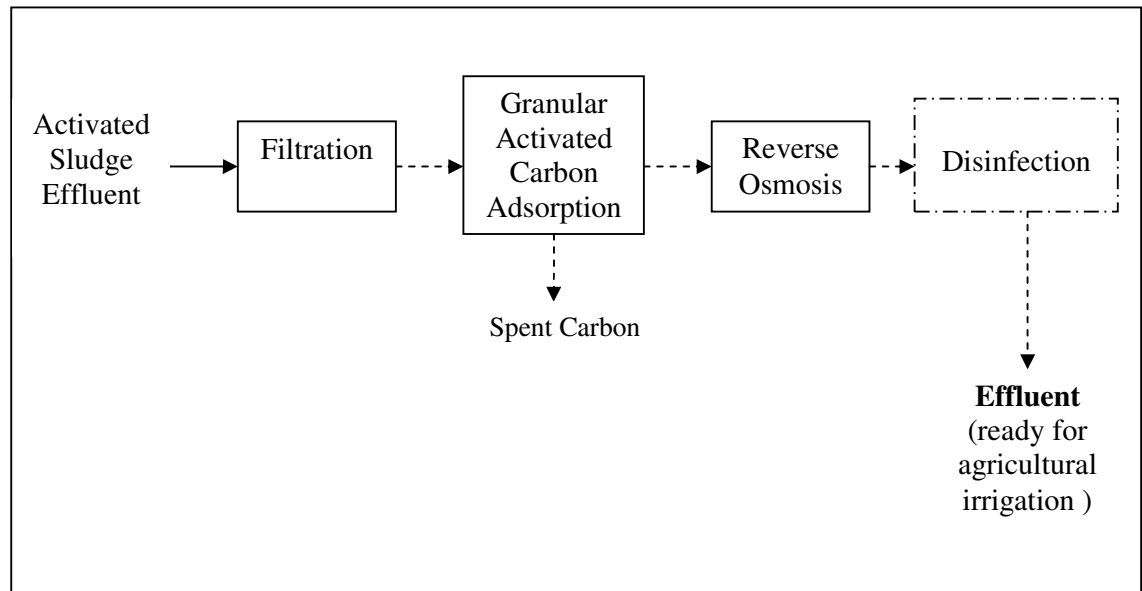 Activated
Sludge
Effluent
Filtration
Granular
Activated
Carbon
Adsorption
Reverse
Osmosis
Disinfection
Spent Carbon
Effluent
(ready for
agricultural
irrigation )